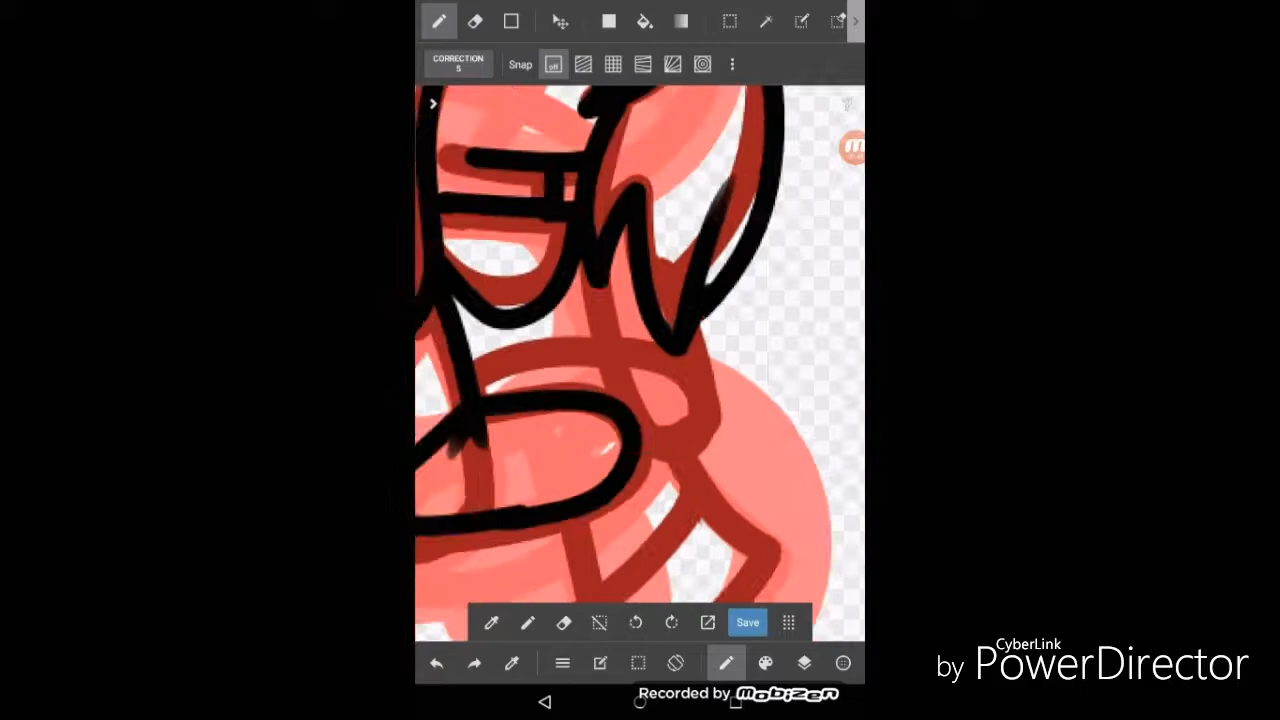 CORRECTION
5
Snap
off
Save
CyberLink
by PowerDirector
Recorded by mobizen